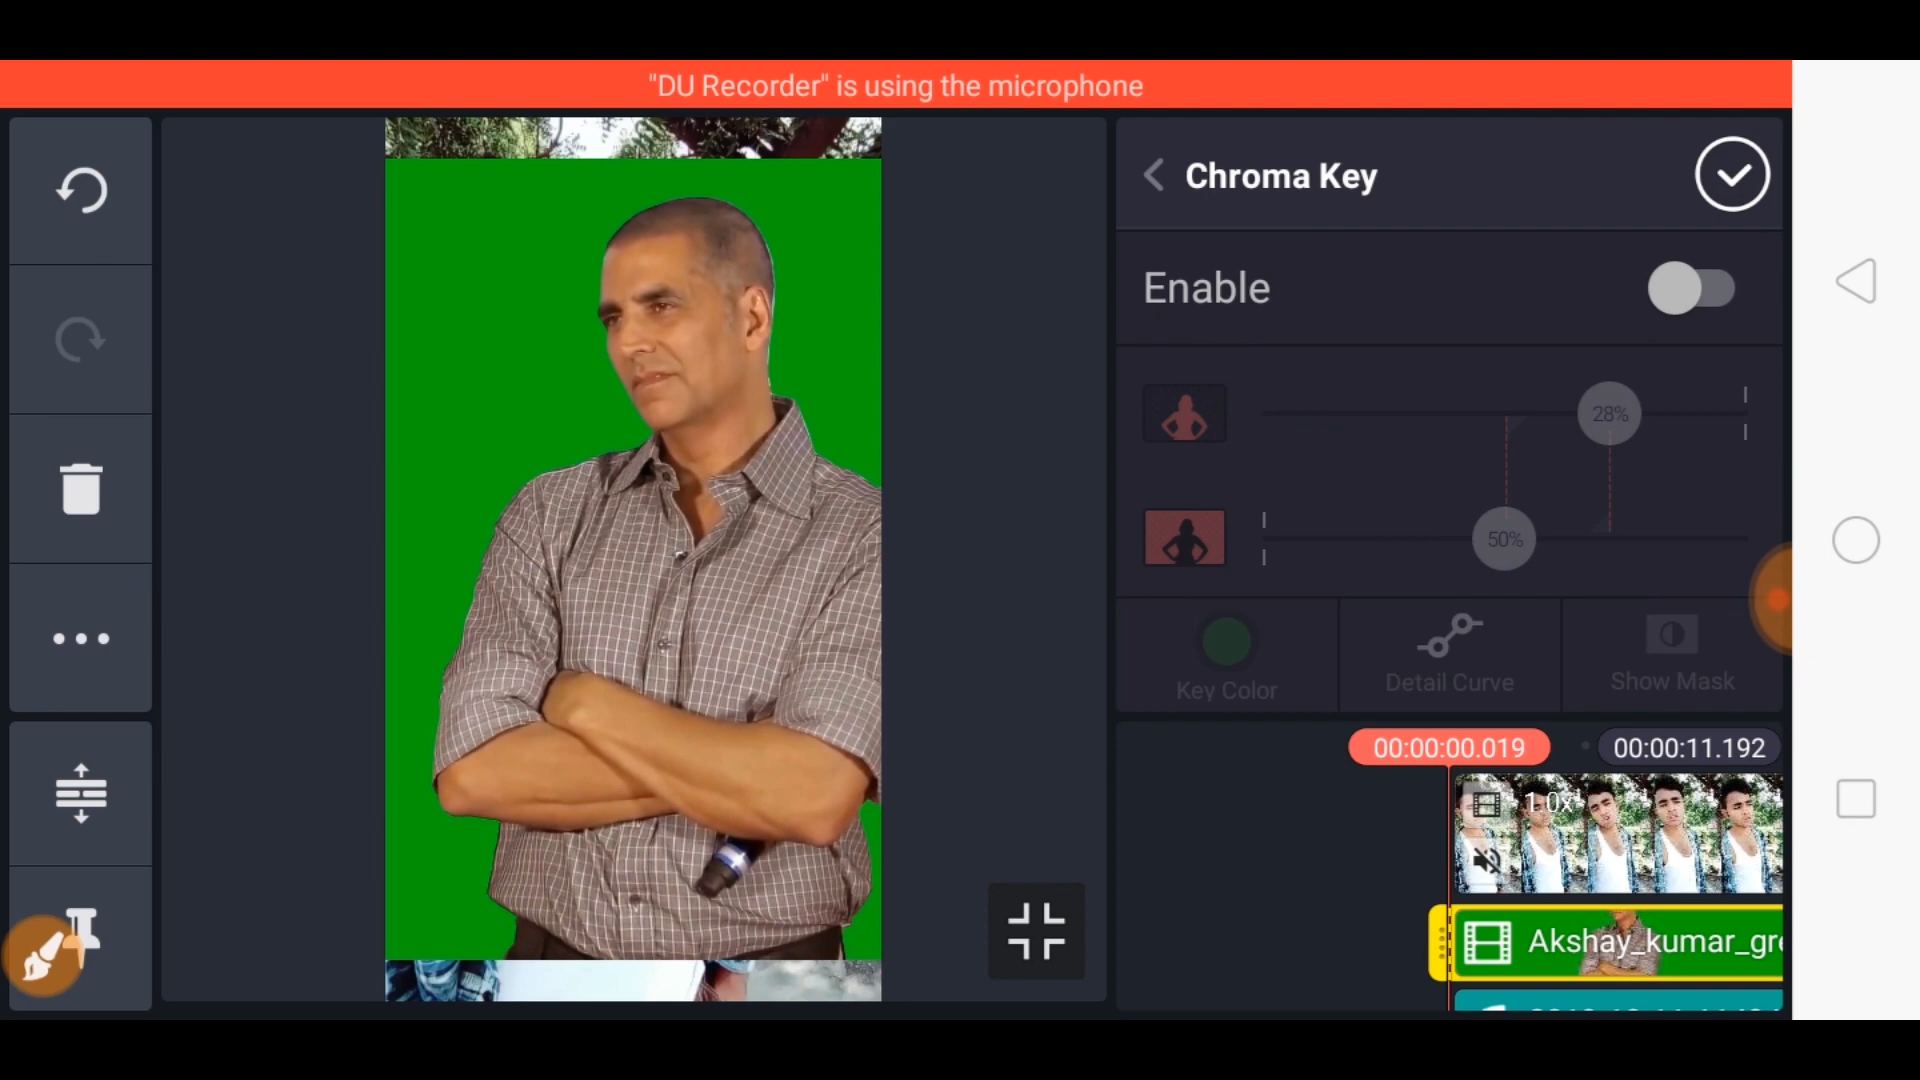 "DU Recorder" is using the microphone
Chroma Key
Enable
28%
50%
Key Color
Detail Curve
Show Mask
00:00:00.019
00:00:11.192
1.0x
Akshay_kumar_gre